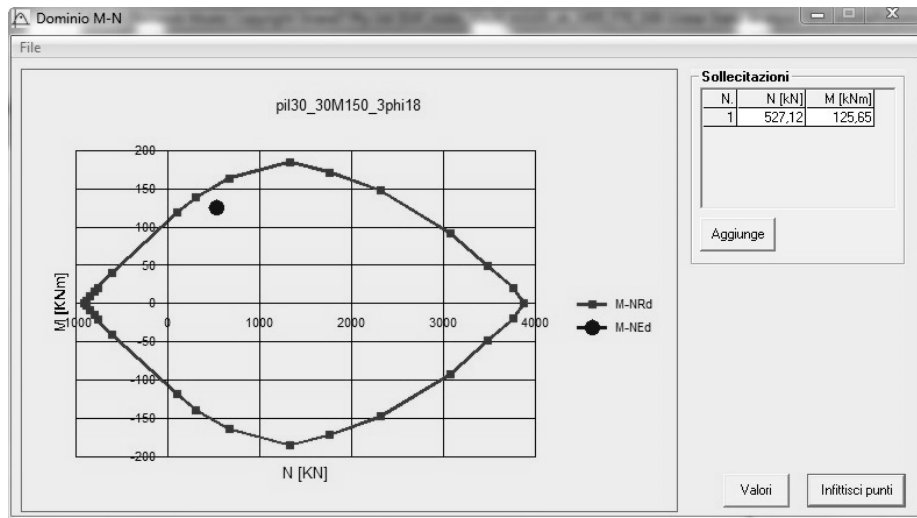 Dominio M-N
File
pil30_30M150_3phi18
200
150
100
50
0
-50
-100
-150
-200
-1000 0 1000 2000 3000 4000
M [KNm]
N [KN]
M-NRd
M-NEd
Sollecitazioni
N. N [kN] M [kNm]
1 527,12 125,65
Aggiunge
Valori Infittisci punti